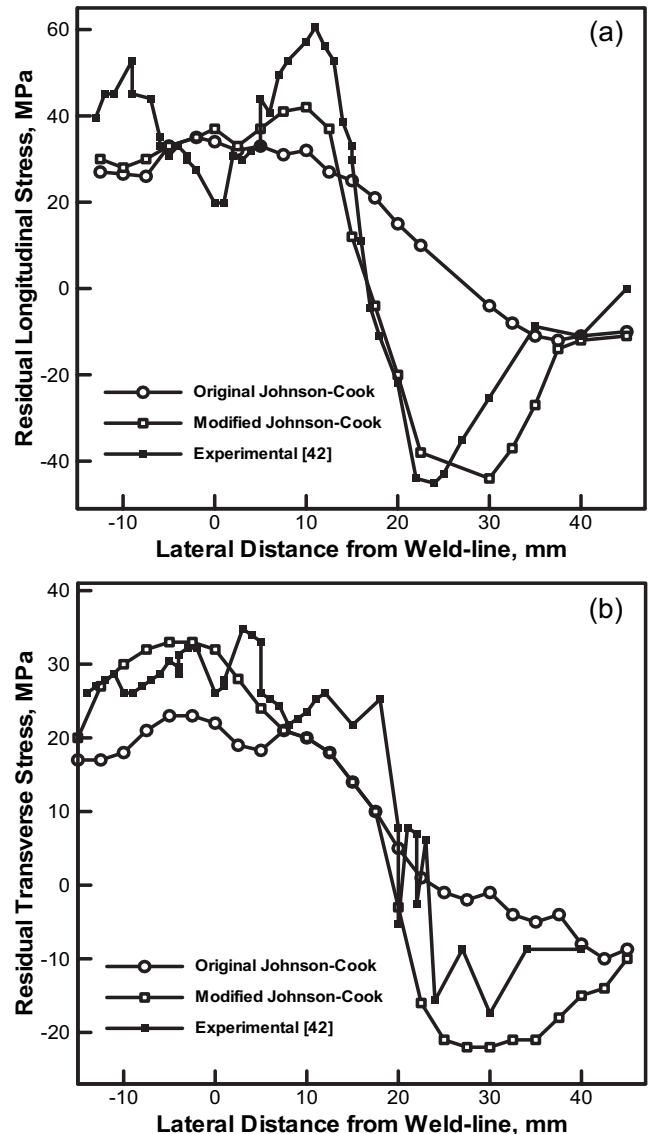 (a)
Residual Longitudinal Stress, MPa
60
40
20
0
-20
-40
Original Johnson-Cook
Modified Johnson-Cook
Experimental [42]
-10 0 10 20 30 40
Lateral Distance from Weld-line, mm
(b)
Residual Transverse Stress, MPa
40
30
20
10
0
-10
-20
Original Johnson-Cook
Modified Johnson-Cook
Experimental [42]
-10 0 10 20 30 40
Lateral Distance from Weld-line, mm